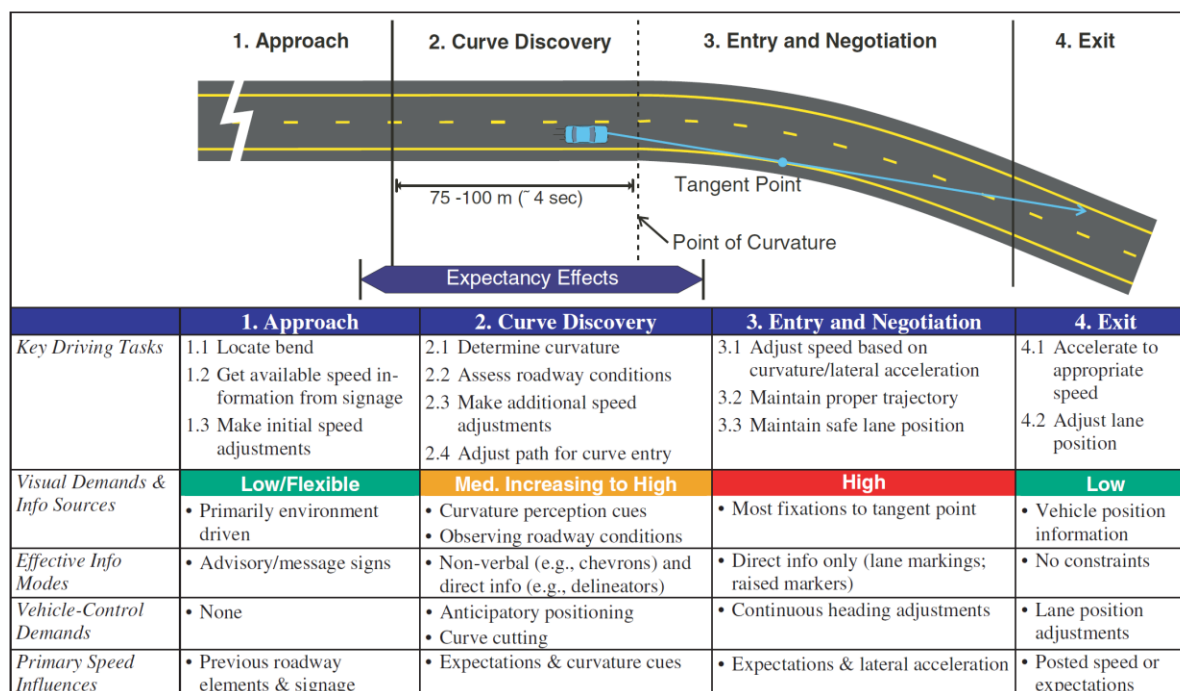 1. Approach
2. Curve Discovery
3. Entry and Negotiation
4. Exit
75 -100 m (~ 4 sec)
Tangent Point
Point of Curvature
Expectancy Effects
1. Approach
2. Curve Discovery
3. Entry and Negotiation
4. Exit
Key Driving Tasks
1.1 Locate bend
1.2 Get available speed in-
formation from signage
1.3 Make initial speed
adjustments
2.1 Determine curvature
2.2 Assess roadway conditions
2.3 Make additional speed
adjustments
2.4 Adjust path for curve entry
3.1 Adjust speed based on
curvature/lateral acceleration
3.2 Maintain proper trajectory
3.3 Maintain safe lane position
4.1 Accelerate to
appropriate
speed
4.2 Adjust lane
position
Visual Demands &
Info Sources
Low/Flexible
• Primarily environment
driven
Med. Increasing to High
• Curvature perception cues
• Observing roadway conditions
High
• Most fixations to tangent point
Low
• Vehicle position
information
Effective Info
Modes
• Advisory/message signs
• Non-verbal (e.g., chevrons) and
direct info (e.g., delineators)
• Direct info only (lane markings;
raised markers)
• No constraints
Vehicle-Control
Demands
• None
• Anticipatory positioning
• Curve cutting
• Continuous heading adjustments
• Lane position
adjustments
Primary Speed
Influences
• Previous roadway
elements & signage
• Expectations & curvature cues
• Expectations & lateral acceleration
• Posted speed or
expectations